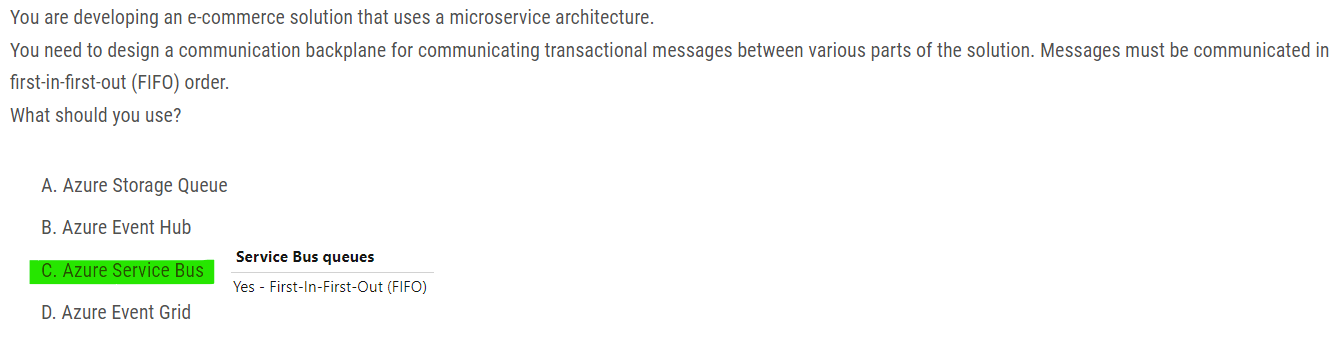 You are developing an e-commerce solution that uses a microservice architecture.
You need to design a communication backplane for communicating transactional messages between various parts of the solution. Messages must be communicated in
first-in-first-out (FIFO) order.
What should you use?
A. Azure Storage Queue
B. Azure Event Hub
C. Azure Service Bus
Service Bus queues
Yes - First-In-First-Out (FIFO)
D. Azure Event Grid